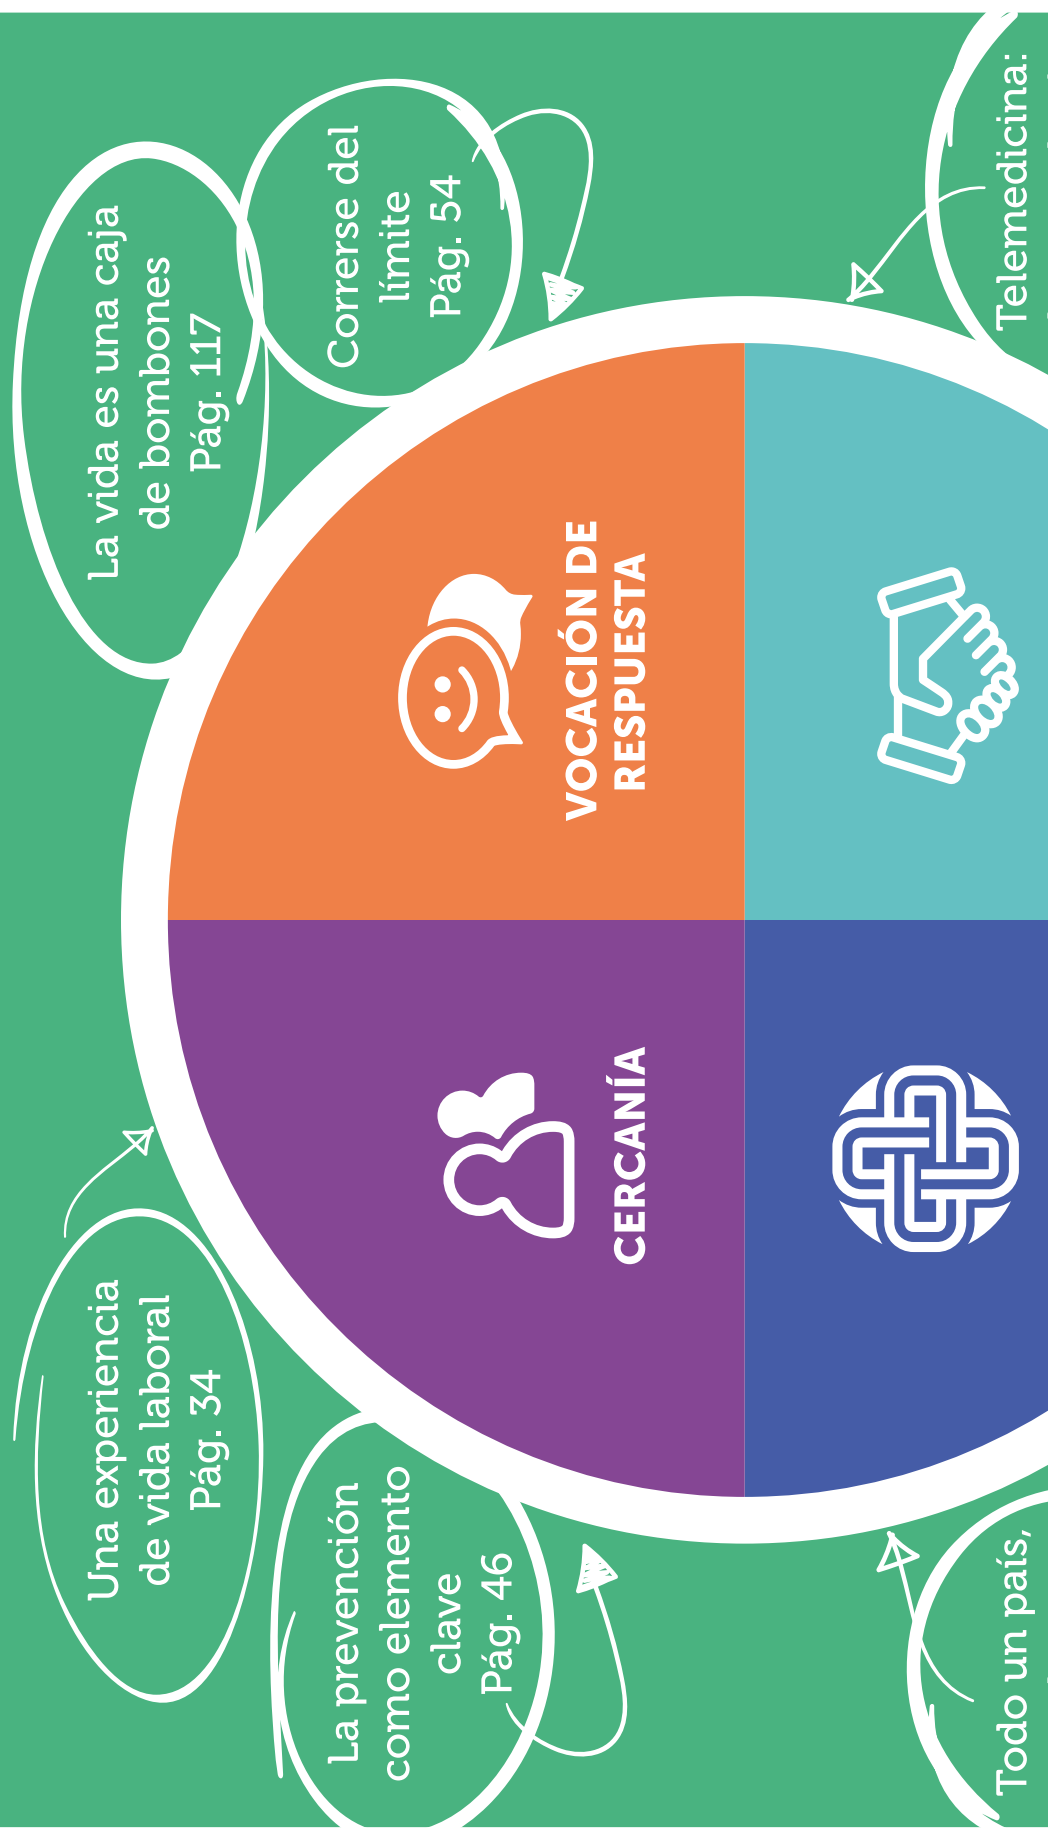 Una experiencia
de vida laboral
Pág. 34
La vida es una caja
de bombones
Pág. 117
La prevención
como elemento
clave
Pág. 46
Correrse del
límite
Pág. 54
CERCANÍA
VOCACIÓN DE
RESPUESTA
Todo un país,
Telemedicina: